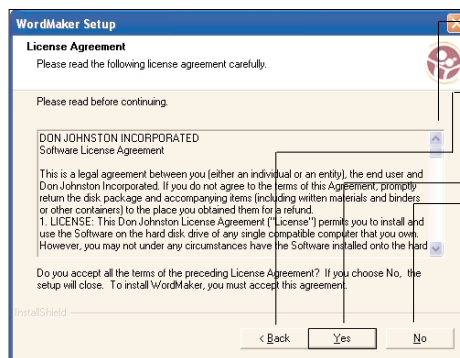 WordMaker Setup
License Agreement
Please read the following license agreement carefully.
Please read before continuing.
DON JOHNSTON INCORPORATED
Software License Agreement
This is a legal agreement between you (either an individual or an entity), the end user and
Don Johnston Incorporated. If you do not agree to the terms of this Agreement, promptly
return the disk package and accompanying items (including written materials and binders
or other containers) to the place you obtained them for a refund.
1. LICENSE: This Don Johnston License Agreement ("License") permits you to install and
use the Software on the hard disk drive of any single compatible computer that you own.
However, you may not under any circumstances have the Software installed onto the hard
Do you accept all the terms of the preceding License Agreement? If you choose No, the
setup will close. To install WordMaker, you must accept this agreement.
InstallShield
< Back Yes No